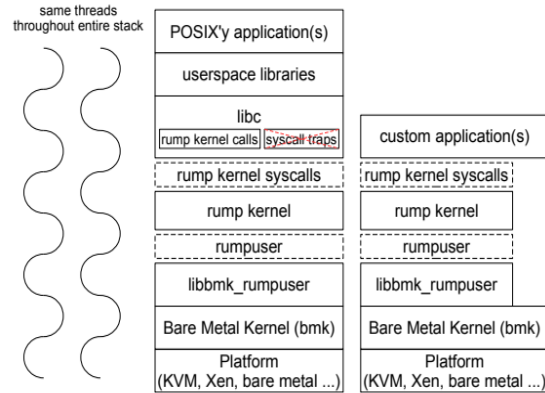 same threads
throughout entire stack
POSIX'y application(s)
userspace libraries
libc
rump kernel calls
syscall traps
rump kernel syscalls
rump kernel
rumpuser
libbmk_rumpuser
Bare Metal Kernel (bmk)
Platform
(KVM, Xen, bare metal ...)
custom application(s)
rump kernel syscalls
rump kernel
rumpuser
libbmk_rumpuser
Bare Metal Kernel (bmk)
Platform
(KVM, Xen, bare metal ...)